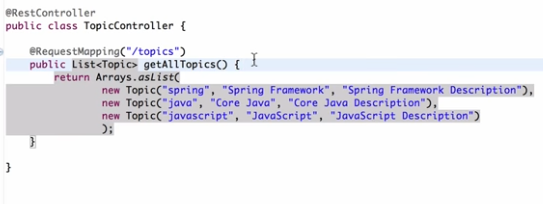 @RestController
public class TopicController {
@RequestMapping("/topics")
public List<Topic> getAllTopics() {
return Arrays.asList(
new Topic("spring", "Spring Framework", "Spring Framework Description"),
new Topic("java", "Core Java", "Core Java Description"),
new Topic("javascript", "JavaScript", "JavaScript Description")
);
}
}